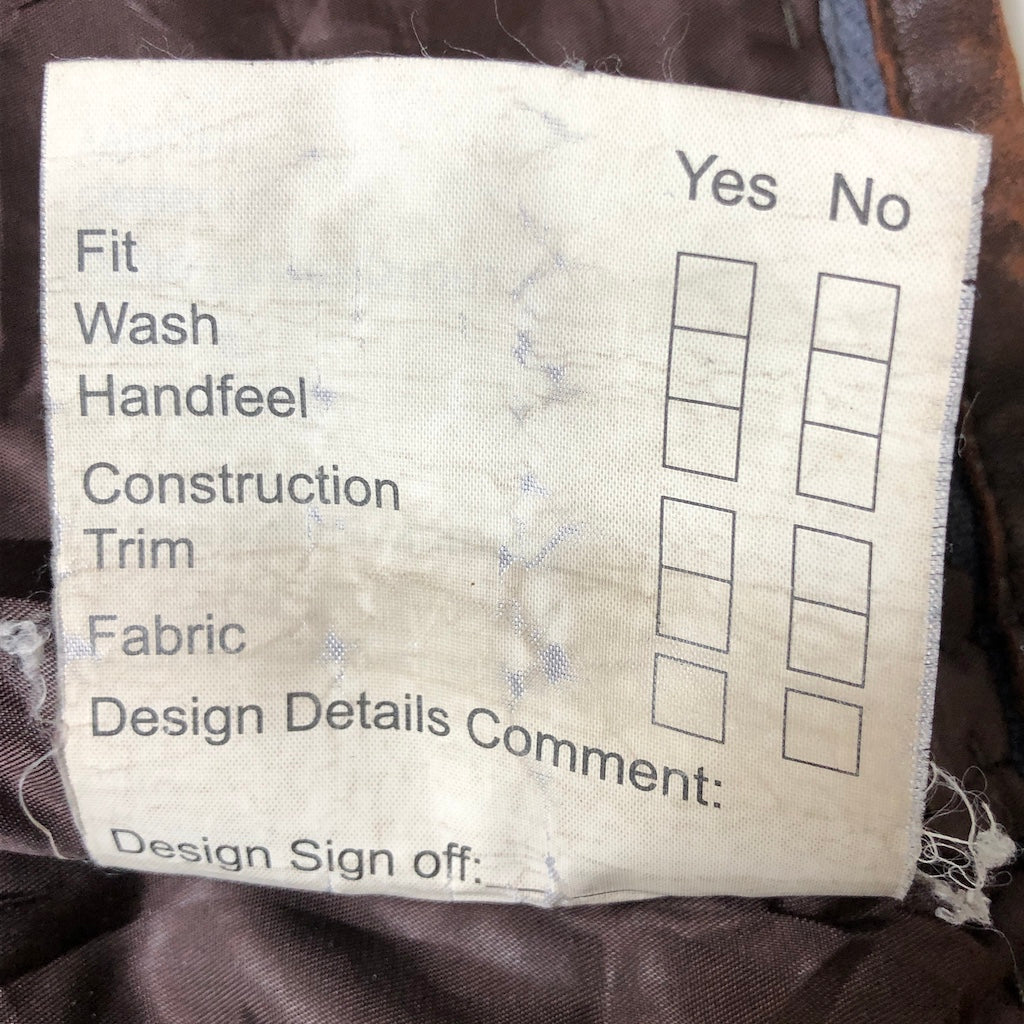 Yes No
Fit
Wash
Handfeel
Construction
Trim
Fabric
Design Details Comment:
Design Sign off: